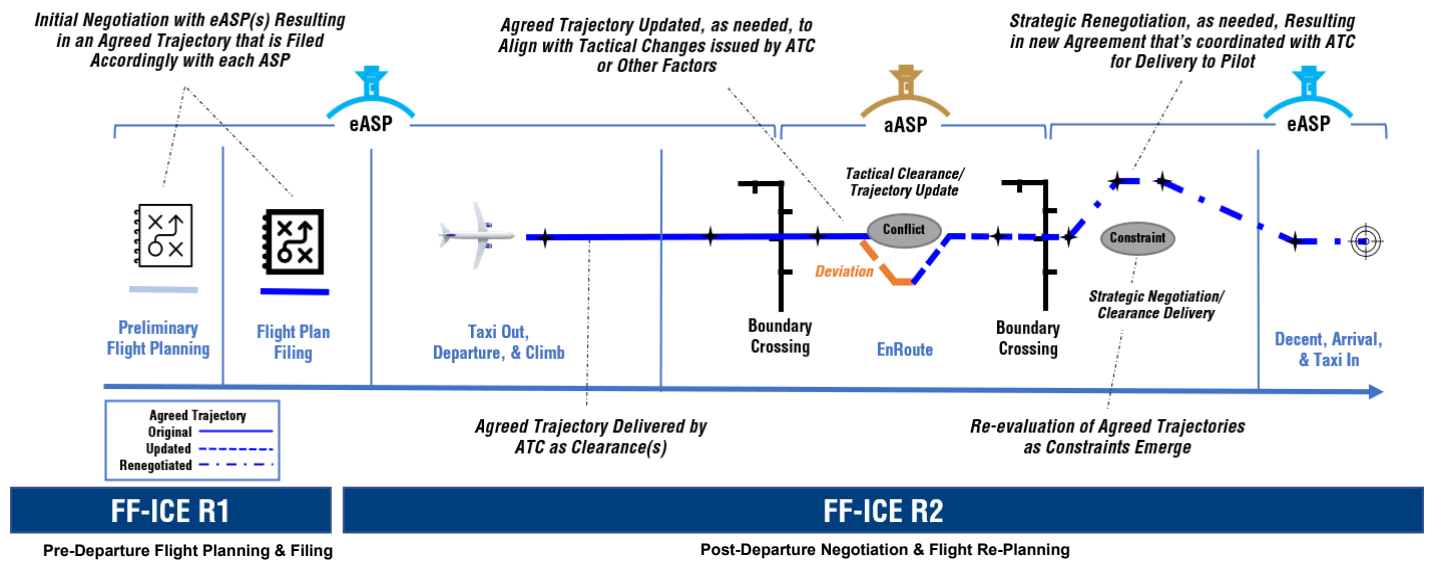 Initial Negotiation with eASP(s) Resulting
in an Agreed Trajectory that is Filed
Accordingly with each ASP
Agreed Trajectory Updated, as needed, to
Align with Tactical Changes issued by ATC
or Other Factors
Strategic Renegotiation, as needed, Resulting
in new Agreement that's coordinated with ATC
for Delivery to Pilot
eASP
aASP
eASP
Tactical Clearance/
Trajectory Update
Conflict
Deviation
Constraint
Strategic Negotiation/
Clearance Delivery
Preliminary
Flight Planning
Flight Plan
Filing
Taxi Out,
Departure, & Climb
Boundary
Crossing
EnRoute
Boundary
Crossing
Decent, Arrival,
& Taxi In
Agreed Trajectory
Original
Updated
Renegotiated
Agreed Trajectory Delivered by
ATC as Clearance(s)
Re-evaluation of Agreed Trajectories
as Constraints Emerge
FF-ICE R1
FF-ICE R2
Pre-Departure Flight Planning & Filing
Post-Departure Negotiation & Flight Re-Planning